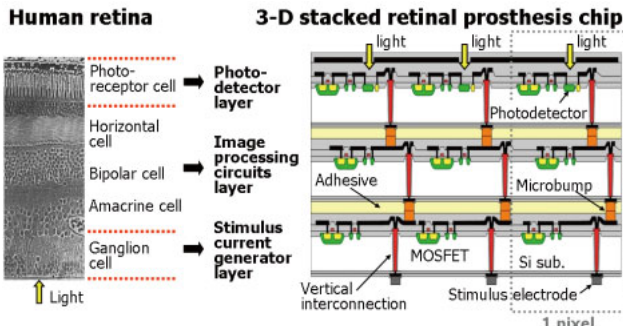 Human retina
3-D stacked retinal prosthesis chip
Photo-
receptor cell
Horizontal
cell
Bipolar cell
Amacrine cell
Ganglion
cell
Light
Photo-
detector
layer
Image
processing
circuits
layer
Stimulus
current
generator
layer
light
light
light
Photodetector
Adhesive
Microbump
MOSFET
Si sub.
Vertical
interconnection
Stimulus electrode
1 pixel